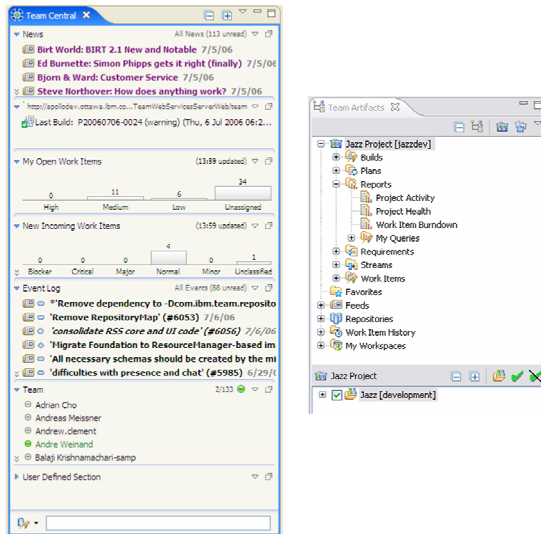 Team Central
News All News (113 unread)
Birt World: BIRT 2.1 New and Notable 7/5/06
Ed Burnette: Simon Phipps gets it right (finally) 7/5/06
Bjorn & Ward: Customer Service 7/5/06
Steve Northover: How does anything work? 7/5/06
http://apollodev.ottawa.ibm.co...TeamWebServicesServerWeb/team
Last Build: P20060706-0024 (warning) (Thu, 6 Jul 2006 06:2...
My Open Work Items (13:59 updated)
0 11 6 34
High Medium Low Unassigned
New Incoming Work Items (13:59 updated)
0 0 0 4 0 1
Blocker Critical Major Normal Minor Unclassified
Event Log All Events (88 unread)
*'Remove dependency to -Dcom.ibm.team.reposito
'Remove RepositoryMap' (#6053) 7/6/06
'consolidate RSS core and UI code' (#6056) 7/6/06
'Migrate Foundation to ResourceManager-based im
'All necessary schemas should be created by the mi
'difficulties with presence and chat' (#5985) 6/29/0
Team 2/133
Adrian Cho
Andreas Meissner
Andrew.clement
Andre Weinand
Balaji Krishnamachari-samp
User Defined Section
Team Artifacts
Jazz Project [jazzdev]
Builds
Plans
Reports
Project Activity
Project Health
Work Item Burndown
My Queries
Requirements
Streams
Work Items
Favorites
Feeds
Repositories
Work Item History
My Workspaces
Jazz Project
Jazz [development]